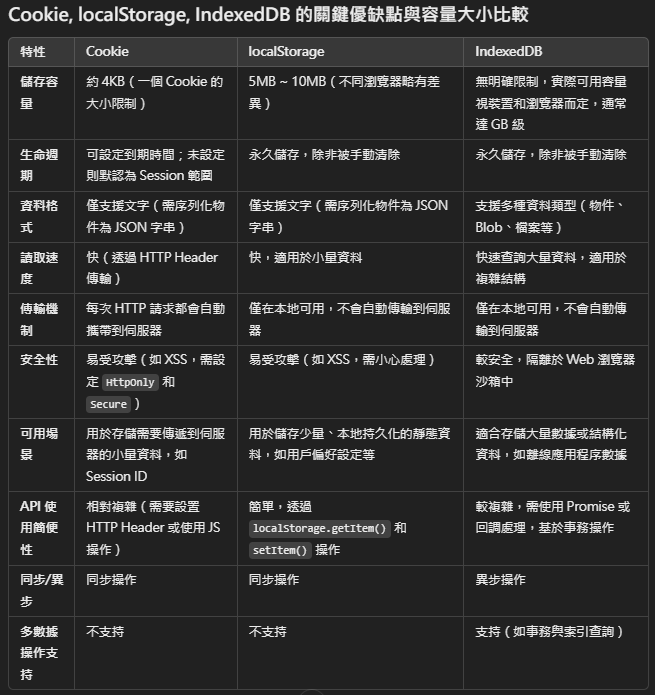 Cookie, localStorage, IndexedDB 的關鍵優缺點與容量大小比較
特性 Cookie localStorage IndexedDB
儲存容 約 4KB（一個 Cookie 的 5MB ~ 10MB（不同瀏覽器略有差 無明確限制，實際可用容量
量 大小限制） 異） 視裝置和瀏覽器而定，通常
達 GB 級
生命週 可設定到期時間；未設定 永久儲存，除非被手動清除 永久儲存，除非被手動清除
期 則默認為 Session 範圍
資料格 僅支援文字（需序列化物 僅支援文字（需序列化物件為 JSON 支援多種資料類型（物件、
式 件為 JSON 字串） 字串） Blob、檔案等）
讀取速 快（透過 HTTP Header 快，適用於小量資料 快速查詢大量資料，適用於
度 傳輸） 複雜結構
傳輸機 每次 HTTP 請求都會自動 僅在本地可用，不會自動傳輸到伺服 僅在本地可用，不會自動傳
制 攜帶到伺服器 器 輸到伺服器
安全性 易受攻擊（如 XSS，需設 易受攻擊（如 XSS，需小心處理） 較安全，隔離於 Web 瀏覽器
定 HttpOnly 和 沙箱中
Secure ）
可用場 用於存儲需要傳遞到伺服 用於儲存少量、本地持久化的靜態資 適合存儲大量數據或結構化
景 器的小量資料，如 料，如用戶偏好設定等 資料，如離線應用程序數據
Session ID
API 使 相對複雜（需要設置 簡單，透過 較複雜，需使用 Promise 或
用簡便 HTTP Header 或使用 JS localStorage.getItem() 和 回調處理，基於事務操作
性 操作） setItem() 操作
同步/異 同步操作 同步操作 異步操作
步
多數據 不支持 不支持 支持（如事務與索引查詢）
操作支
持